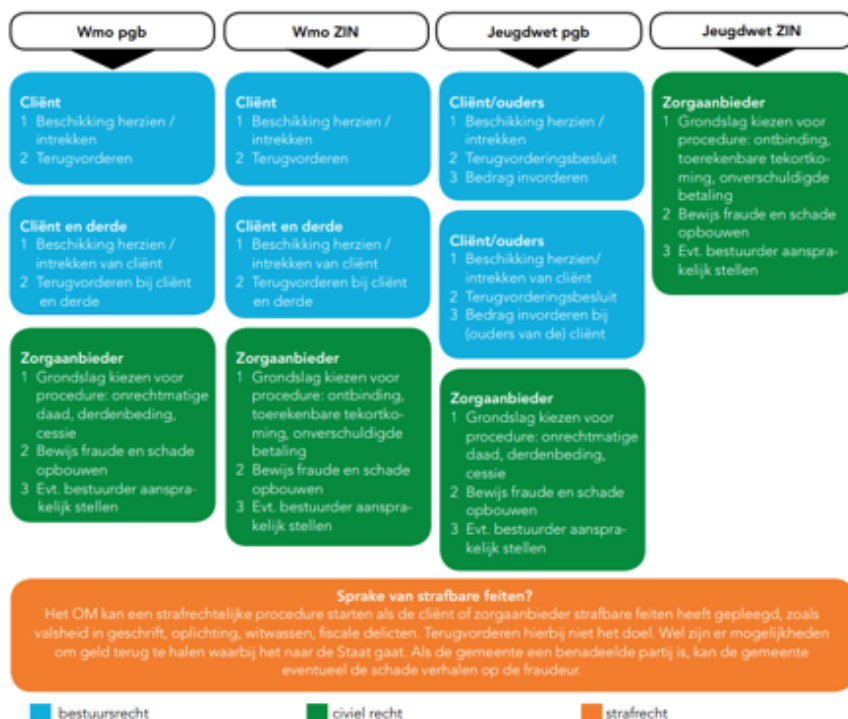 Wmo pgb
Cliënt
1 Beschikking herzien /
intrekken
2 Terugvorderen
Cliënt en derde
1 Beschikking herzien /
intrekken van cliënt
2 Terugvorderen bij cliënt
en derde
Zorgaanbieder
1 Grondslag kiezen voor
procedure: onrechtmatige
daad, derdenbeding,
cessie
2 Bewijs fraude en schade
opbouwen
3 Evt. bestuurder aanspra-
kelijk stellen
Wmo ZIN
Cliënt
1 Beschikking herzien /
intrekken
2 Terugvorderen
Cliënt en derde
1 Beschikking herzien /
intrekken van cliënt
2 Terugvorderen bij cliënt
en derde
Zorgaanbieder
1 Grondslag kiezen voor
procedure: ontbinding,
toerekenbare tekortko-
ming, onverschuldigde
betaling
2 Bewijs fraude en schade
opbouwen
3 Evt. bestuurder aanspra-
kelijk stellen
Jeugdwet pgb
Cliënt/ouders
1 Beschikking herzien /
intrekken
2 Terugvorderingsbesluit
3 Bedrag invorderen
Cliënt/ouders
1 Beschikking herzien/
intrekken van cliënt
2 Terugvorderingsbesluit
3 Bedrag invorderen bij
(ouders van de) cliënt
Zorgaanbieder
1 Grondslag kiezen voor
procedure: onrechtmatige
daad, derdenbeding,
cessie
2 Bewijs fraude en schade
opbouwen
3 Evt. bestuurder aanspra-
kelijk stellen
Jeugdwet ZIN
Zorgaanbieder
1 Grondslag kiezen voor
procedure: ontbinding,
toerekenbare tekortko-
ming, onverschuldigde
betaling
2 Bewijs fraude en schade
opbouwen
3 Evt. bestuurder aanspra-
kelijk stellen
Sprake van strafbare feiten?
Het OM kan een strafrechtelijke procedure starten als de cliënt of zorgaanbieder strafbare feiten heeft gepleegd, zoals
valsheid in geschrift, oplichting, witwassen, fiscale delicten. Terugvorderen hierbij niet het doel. Wel zijn er mogelijkheden
om geld terug te halen waarbij het naar de Staat gaat. Als de gemeente een benadeelde partij is, kan de gemeente
eventueel de schade verhalen op de fraudeur.
bestuursrecht
civiel recht
strafrecht